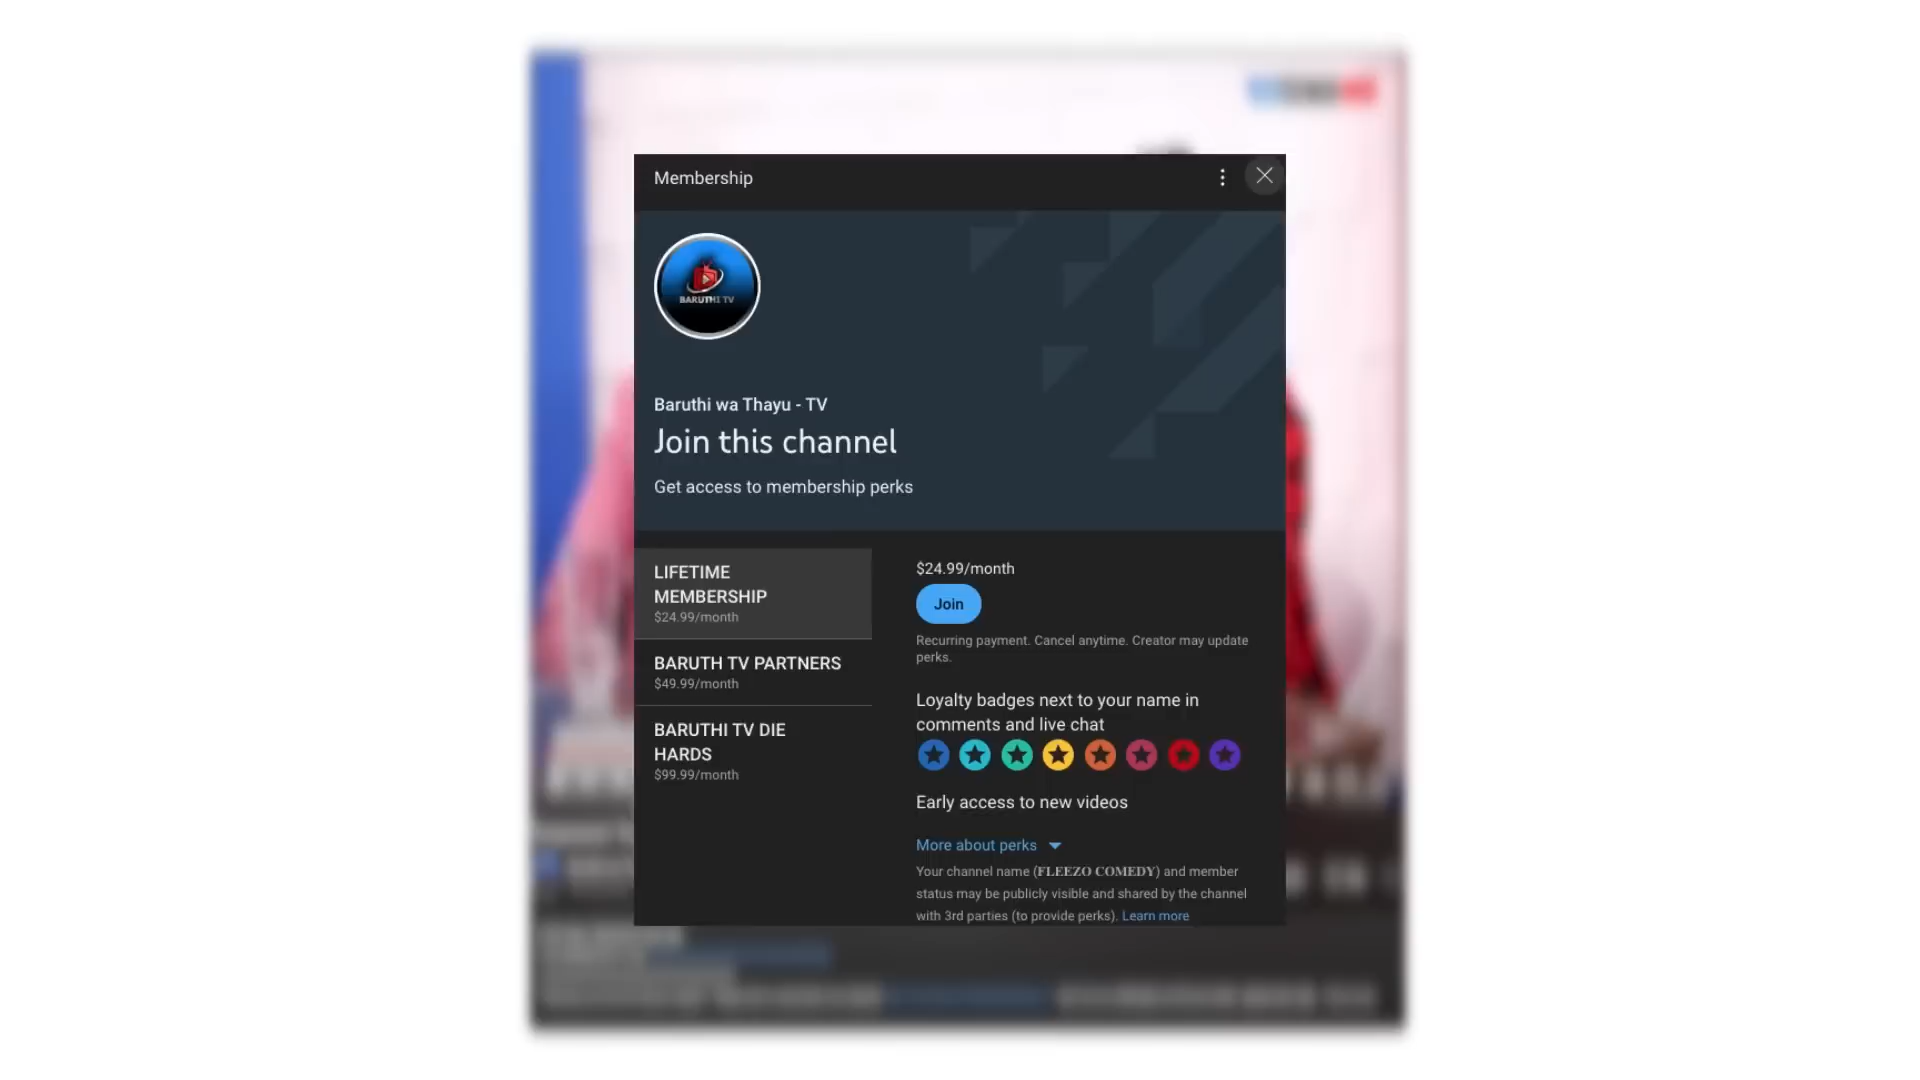 Membership
BARUTHI TV
Baruthi wa Thayu - TV
Join this channel
Get access to membership perks
LIFETIME
MEMBERSHIP
$24.99/month
BARUTH TV PARTNERS
$49.99/month
BARUTHI TV DIE
HARDS
$99.99/month
$24.99/month
Join
Recurring payment. Cancel anytime. Creator may update
perks.
Loyalty badges next to your name in
comments and live chat
Early access to new videos
More about perks
Your channel name (FLEEZO COMEDY) and member
status may be publicly visible and shared by the channel
with 3rd parties (to provide perks). Learn more